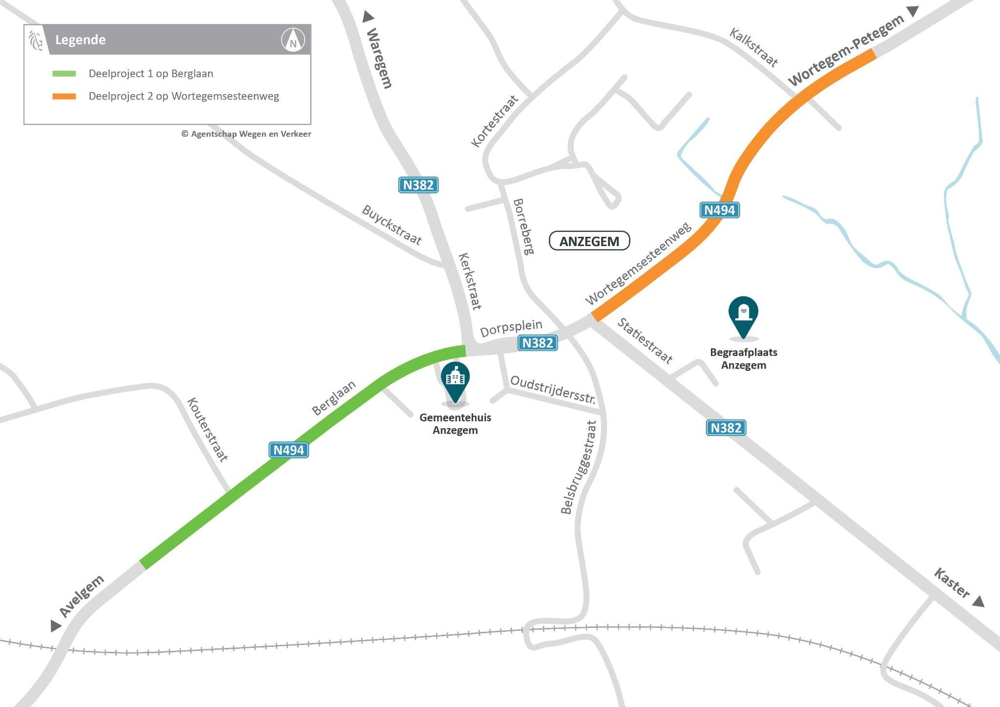 Legende
N
Deelproject 1 op Berglaan
Deelproject 2 op Wortegemsesteenweg
© Agentschap Wegen en Verkeer
Waregem
Kalkstraat
Wortegem-Petegem
Kortestraat
N382
Buyckstraat
Borreberg
N494
ANZEGEM
Wortegemsesteenweg
Kerkstraat
Dorpsplein
N382
Statiestraat
Begraafplaats
Anzegem
Berglaan
Oudstrijdersstr.
Gemeentehuis
Anzegem
Kouterstraat
N494
N382
Belsbruggestraat
Avelgem
Kaster